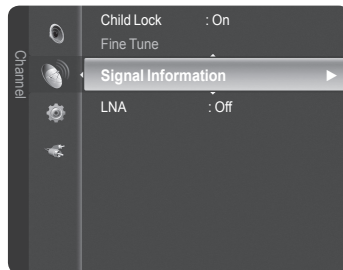 Channel
Child Lock : On
Fine Tune
Signal Information
LNA : Off